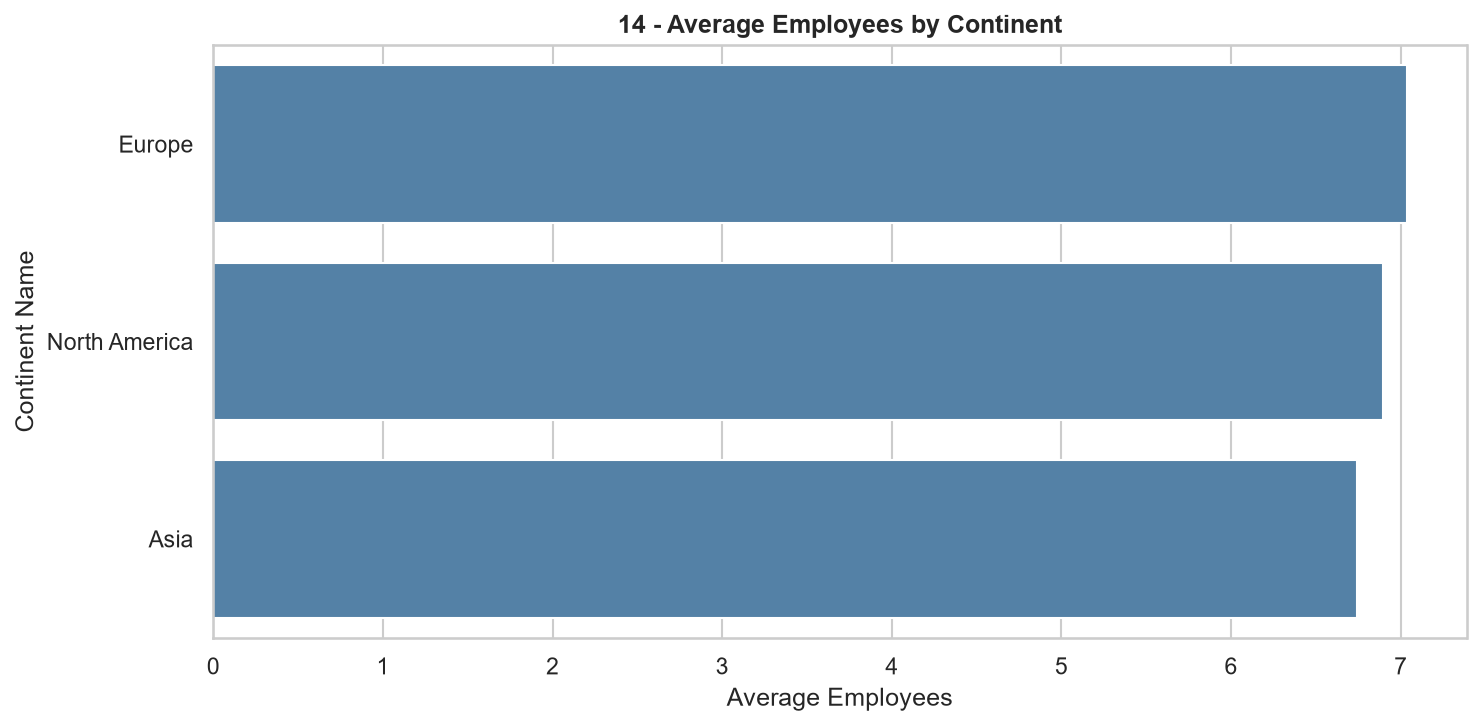 14 - Average Employees by Continent
Continent Name
Europe
North America
Asia
0 1 2 3 4 5 6 7
Average Employees